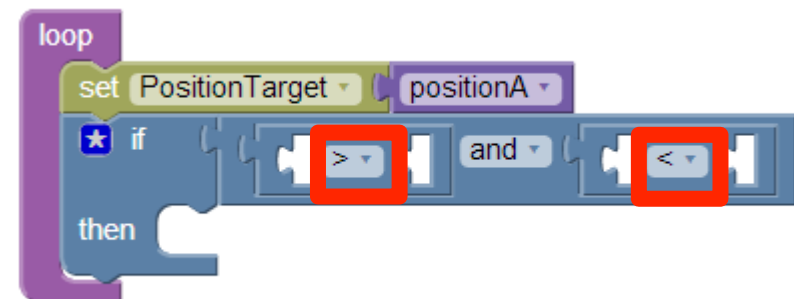 loop
set PositionTarget positionA
if > and <
then